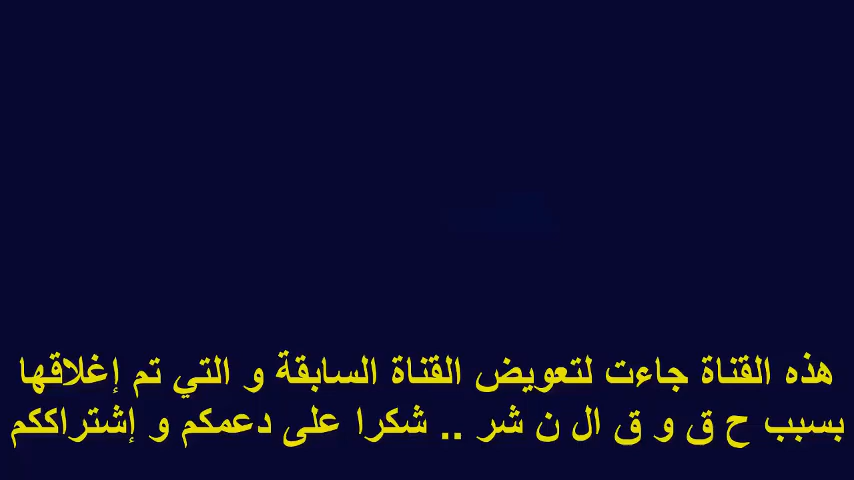 هذه القناة جاءت لتعويض القناة السابقة و التي تم إغلاقها
بسبب ح ق و ق ال ن شر .. شكرا على دعمكم و إشتراككم